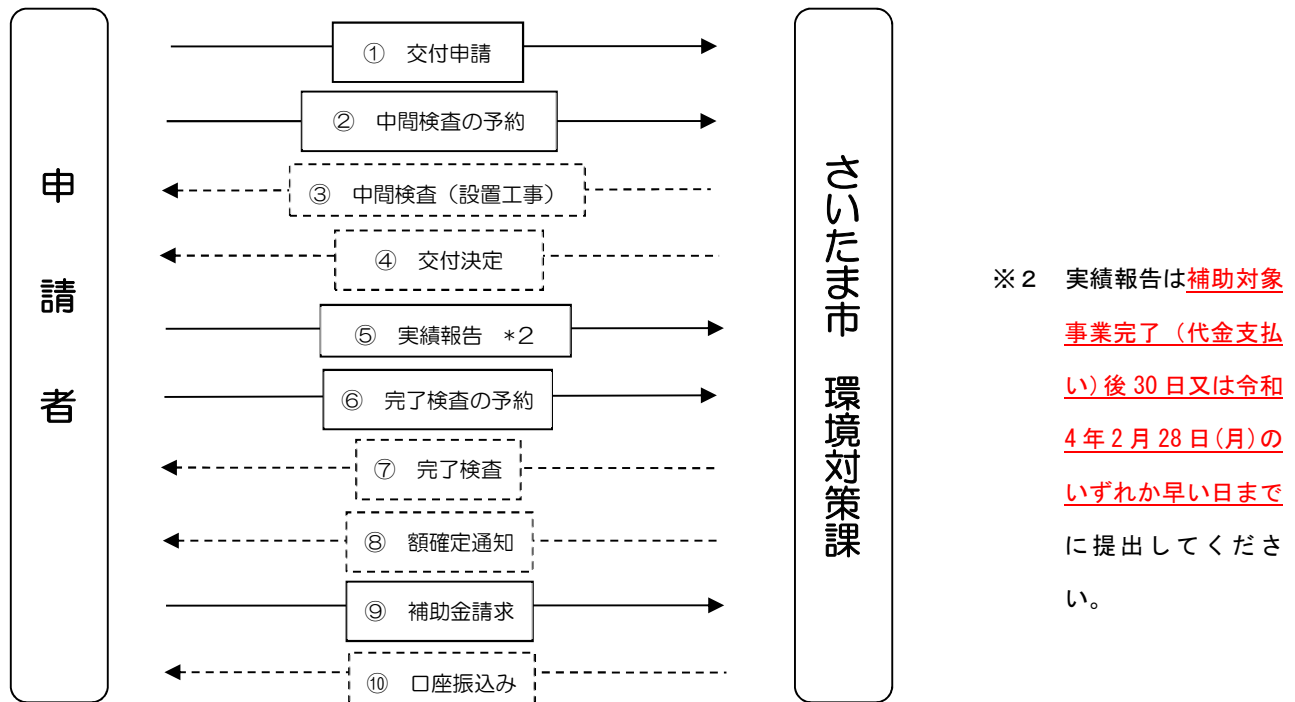 申請者
① 交付申請
② 中間検査の予約
③ 中間検査（設置工事）
④ 交付決定
⑤ 実績報告 *2
⑥ 完了検査の予約
⑦ 完了検査
⑧ 額確定通知
⑨ 補助金請求
⑩ 口座振込み
さいたま市 環境対策課
※２ 実績報告は補助対象
事業完了（代金支払
い）後 30 日又は令和
4 年 2 月 28 日（月）の
いずれか早い日まで
に提出してくださ
い。